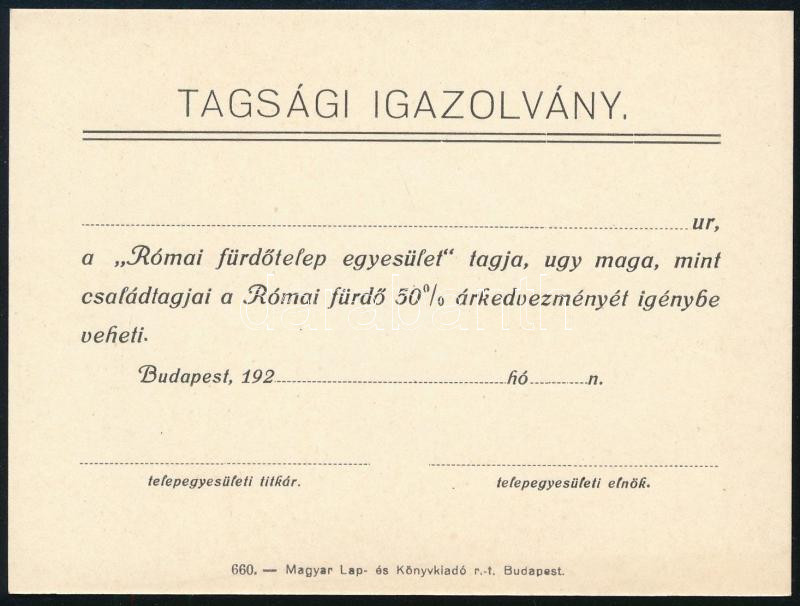 TAGSÁGI IGAZOLVÁNY.
ur,
a „Római fürdőtelep egyesület“ tagja, ugy maga, mint
családtagjai a Római fürdő 50% árkedvezményét igénybe
veheti.
Budapest, 192 hó n.
telepegyesületi titkár. telepegyesületi elnök.
660. — Magyar Lap- és Könyvkiadó r.-t. Budapest.
darabanth